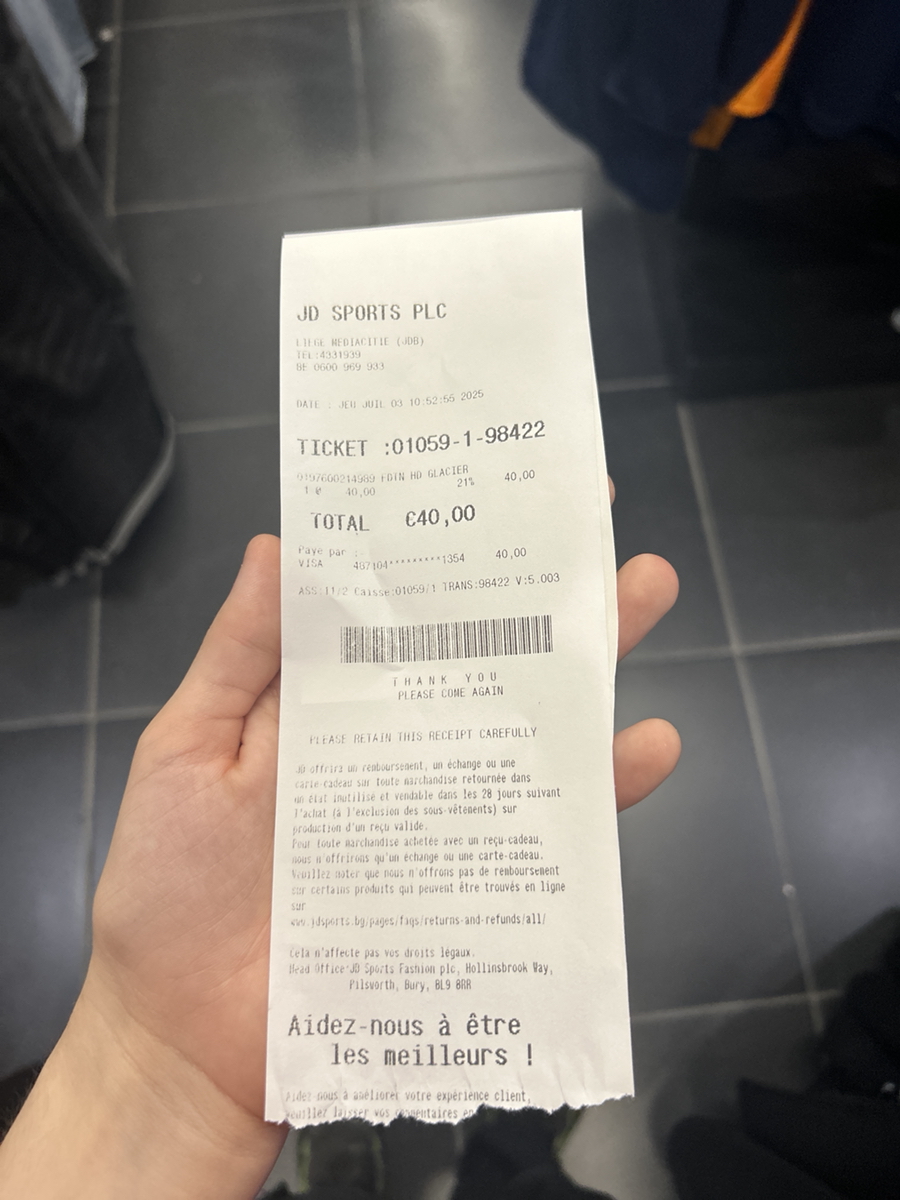 JD SPORTS PLC
LIEGE MEDIACITIE (JDB)
TEL:4331939
BE 0600 969 933
DATE : JEU JUIL 03 10:52:55 2025
TICKET :01059-1-98422
HD GLACIER 40,00
1 @ 40,00 21%
TOTAL €40,00
Paye par :-
VISA 487104*********1354 40,00
Caisse:01059/1 TRANS:98422 V:5.003
THANK YOU
PLEASE COME AGAIN
PLEASE RETAIN THIS RECEIPT CAREFULLY
JD offrira un remboursement, un échange ou une
carte-cadeau sur toute marchandise retournée dans
un état inutilisé et vendable dans les 28 jours suivant
l'achat (à l'exclusion des sous-vêtements) sur
production d'un reçu valide.
Pour toute marchandise achetée avec un reçu-cadeau,
nous n'offrirons qu'un échange ou une carte-cadeau.
Veuillez noter que nous n'offrons pas de remboursement
sur certains produits qui peuvent être trouvés en ligne
sur
www.jdsports.bg/pages/faqs/returns-and-refunds/all/
Cela n'affecte pas vos droits légaux.
Head Office-JD Sports Fashion plc, Hollinsbrook Way,
Pilsworth, Bury, BL9 8RR
Aidez-nous à être
les meilleurs !
Aidez nous à améliorer votre expérience client,
veuillez laisser vos commentaires en